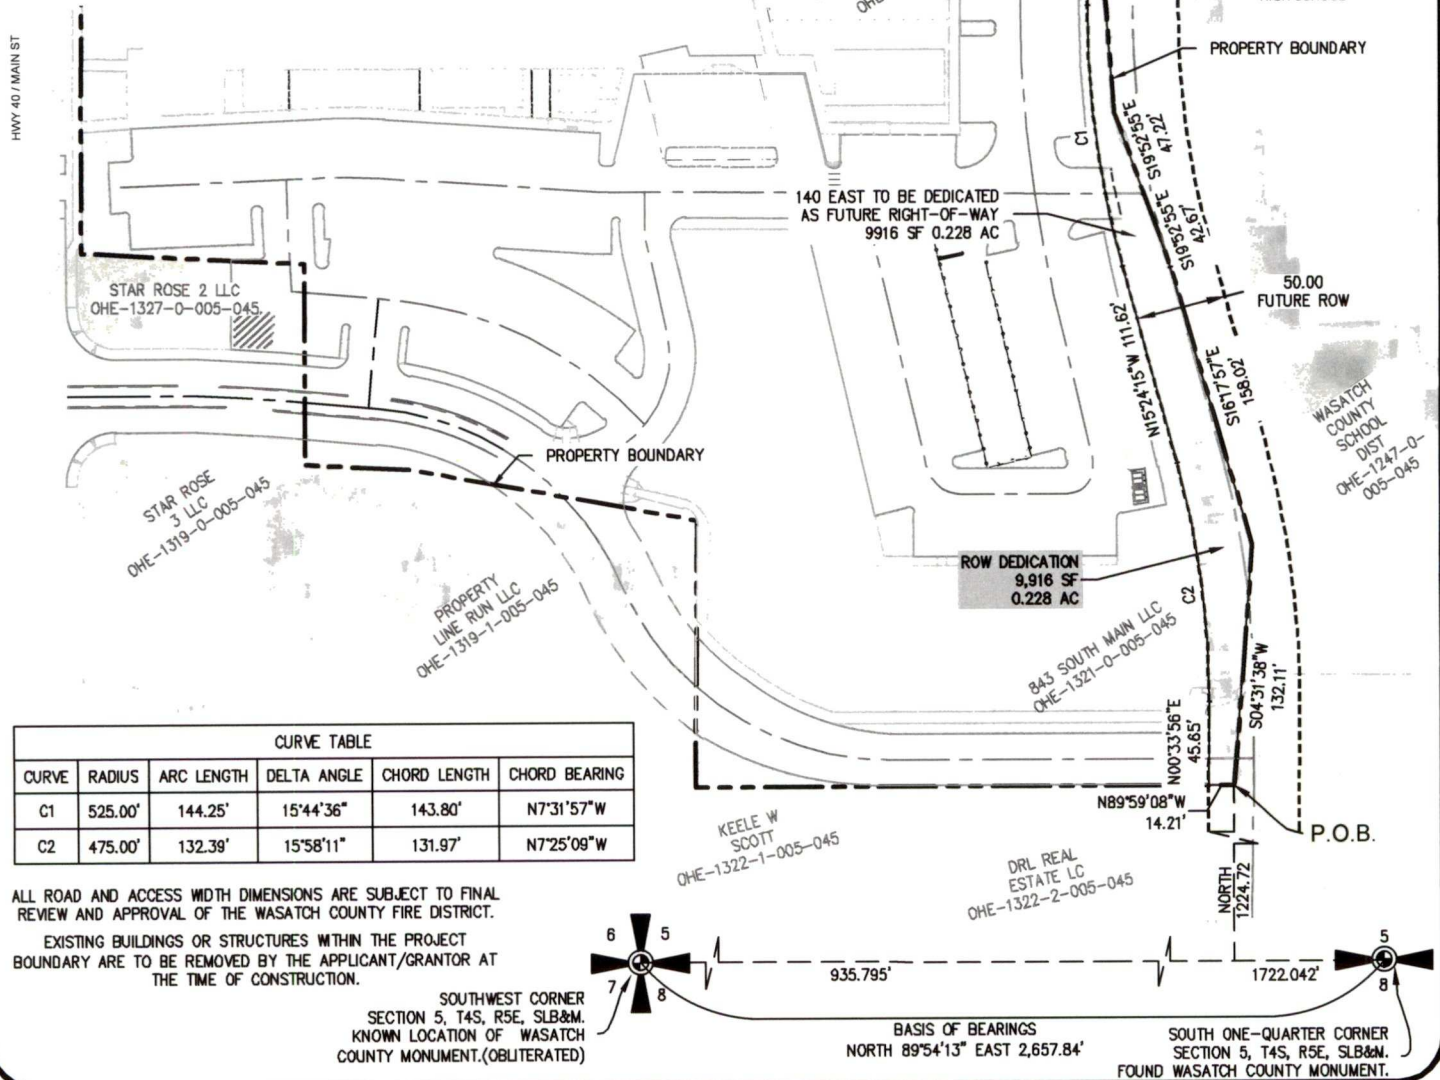 HWY 40 / MAIN ST
PROPERTY BOUNDARY
C1
S19°52'55"E
47.22'
140 EAST TO BE DEDICATED
AS FUTURE RIGHT-OF-WAY
9916 SF 0.228 AC
S19°52'55"E
42.67'
50.00
FUTURE ROW
STAR ROSE 2 LLC
OHE-1327-0-005-045
N15°24'15"W 111.62'
S16°17'57"E
158.02'
WASATCH
COUNTY
SCHOOL
DIST
OHE-1247-0-
005-045
PROPERTY BOUNDARY
STAR ROSE
3 LLC
OHE-1319-0-005-045
PROPERTY
LINE RUN LLC
OHE-1319-1-005-045
ROW DEDICATION
9,916 SF
0.228 AC
C2
843 SOUTH MAIN LLC
OHE-1321-0-005-045
S04°31'38"W
132.11'
N00°33'56"E
45.65'
N89°59'08"W
14.21'
P.O.B.
CURVE TABLE
CURVE RADIUS ARC LENGTH DELTA ANGLE CHORD LENGTH CHORD BEARING
C1 525.00' 144.25' 15°44'36" 143.80' N7°31'57"W
C2 475.00' 132.39' 15°58'11" 131.97' N7°25'09"W
KEELE W
SCOTT
OHE-1322-1-005-045
DRL REAL
ESTATE LC
OHE-1322-2-005-045
NORTH
1224.72
ALL ROAD AND ACCESS WIDTH DIMENSIONS ARE SUBJECT TO FINAL
REVIEW AND APPROVAL OF THE WASATCH COUNTY FIRE DISTRICT.
EXISTING BUILDINGS OR STRUCTURES WITHIN THE PROJECT
BOUNDARY ARE TO BE REMOVED BY THE APPLICANT/GRANTOR AT
THE TIME OF CONSTRUCTION.
6 5
7 8
935.795'
1722.042'
5
8
SOUTHWEST CORNER
SECTION 5, T4S, R5E, SLB&M.
KNOWN LOCATION OF WASATCH
COUNTY MONUMENT.(OBLITERATED)
BASIS OF BEARINGS
NORTH 89°54'13" EAST 2,657.84'
SOUTH ONE-QUARTER CORNER
SECTION 5, T4S, R5E, SLB&M.
FOUND WASATCH COUNTY MONUMENT.